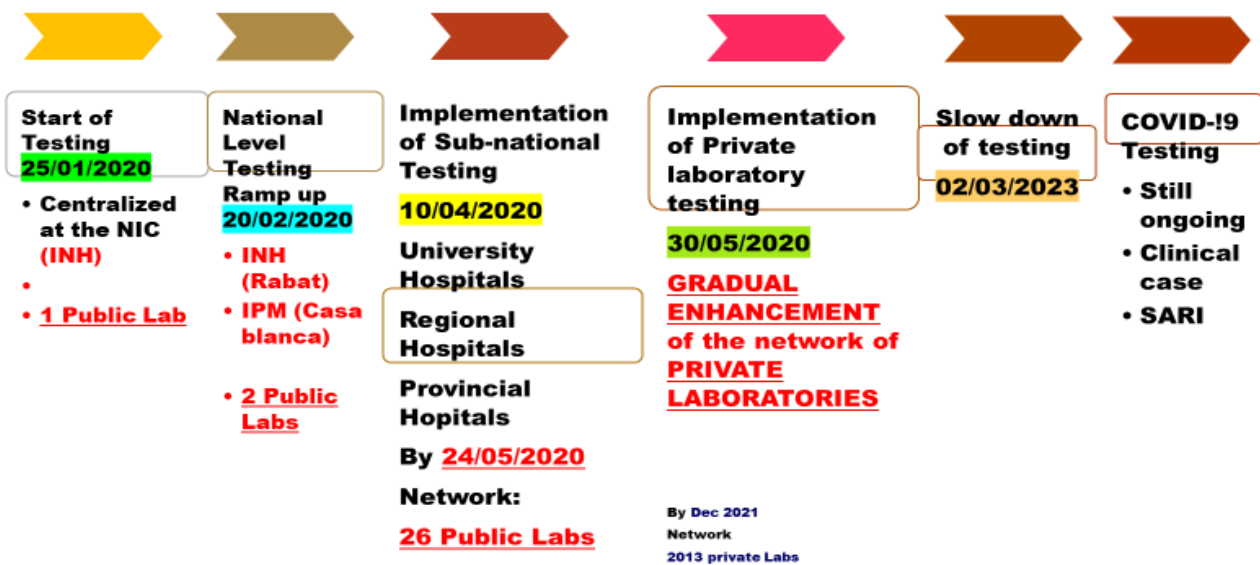 Start of
Testing
25/01/2020
• Centralized
at the NIC
(INH)
•
• 1 Public Lab
National
Level
Testing
Ramp up
20/02/2020
• INH
(Rabat)
• IPM (Casa
blanca)
• 2 Public
Labs
Implementation
of Sub-national
Testing
10/04/2020
University
Hospitals
Regional
Hospitals
Provincial
Hopitals
By 24/05/2020
Network:
26 Public Labs
Implementation
of Private
laboratory
testing
30/05/2020
GRADUAL
ENHANCEMENT
of the network of
PRIVATE
LABORATORIES
By Dec 2021
Network
2013 private Labs
Slow down
of testing
02/03/2023
COVID-!9
Testing
• Still
ongoing
• Clinical
case
• SARI